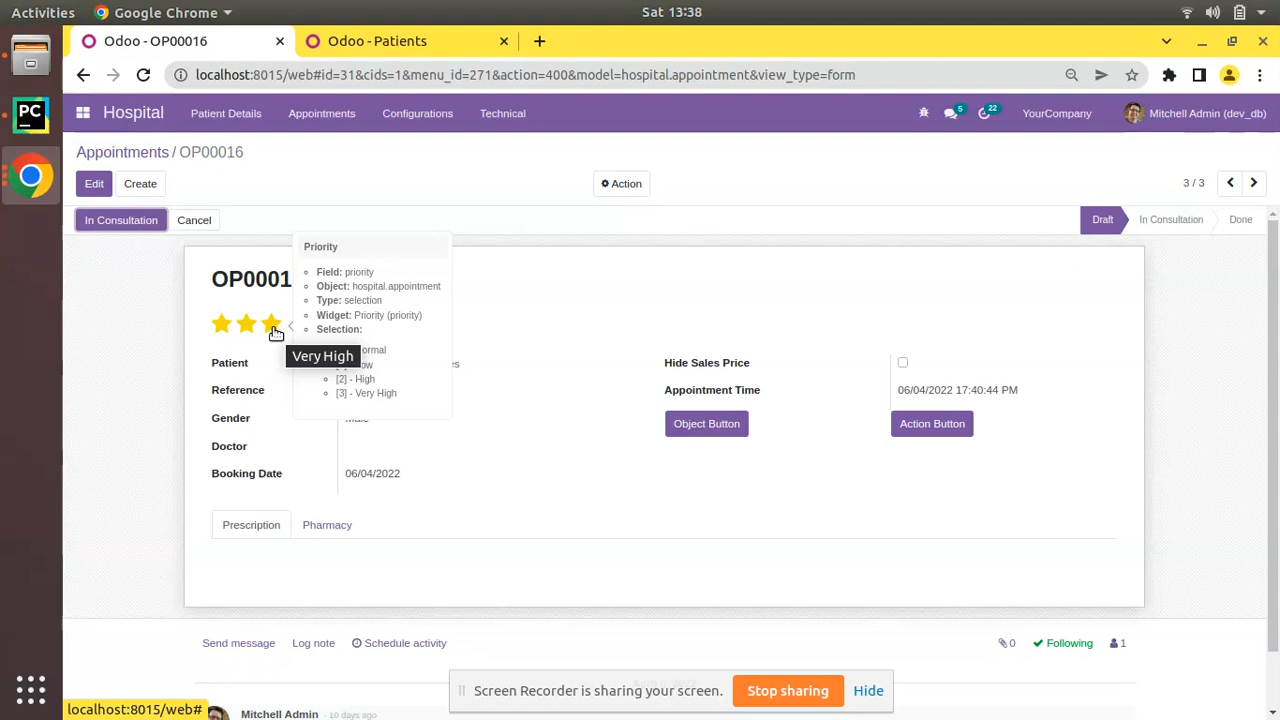 Activities Google Chrome Sat 13:38
Odoo - OP00016 Odoo - Patients
localhost:8015/web#id=31&cids=1&menu_id=271&action=400&model=hospital.appointment&view_type=form
Hospital Patient Details Appointments Configurations Technical 5 22 YourCompany Mitchell Admin (dev_db)
Appointments / OP00016
Edit Create Action 3 / 3
In Consultation Cancel Draft In Consultation Done
Priority
OP0001
Field: priority
Object: hospital.appointment
Type: selection
Widget: Priority (priority)
Selection:
Very High
[2] - High
[3] - Very High
Patient Hide Sales Price
Reference Appointment Time 06/04/2022 17:40:44 PM
Gender Object Button Action Button
Doctor
Booking Date 06/04/2022
Prescription Pharmacy
Send message Log note Schedule activity 0 Following 1
Screen Recorder is sharing your screen. Stop sharing Hide
localhost:8015/web#
Mitchell Admin - 10 days ago